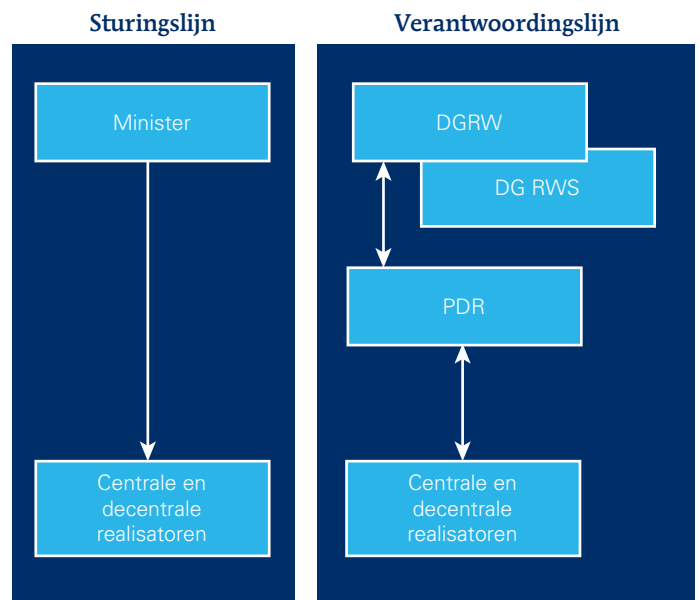 Sturingslijn
Minister
Centrale en
decentrale
realisatoren
Verantwoordingslijn
DGRW
DG RWS
PDR
Centrale en
decentrale
realisatoren